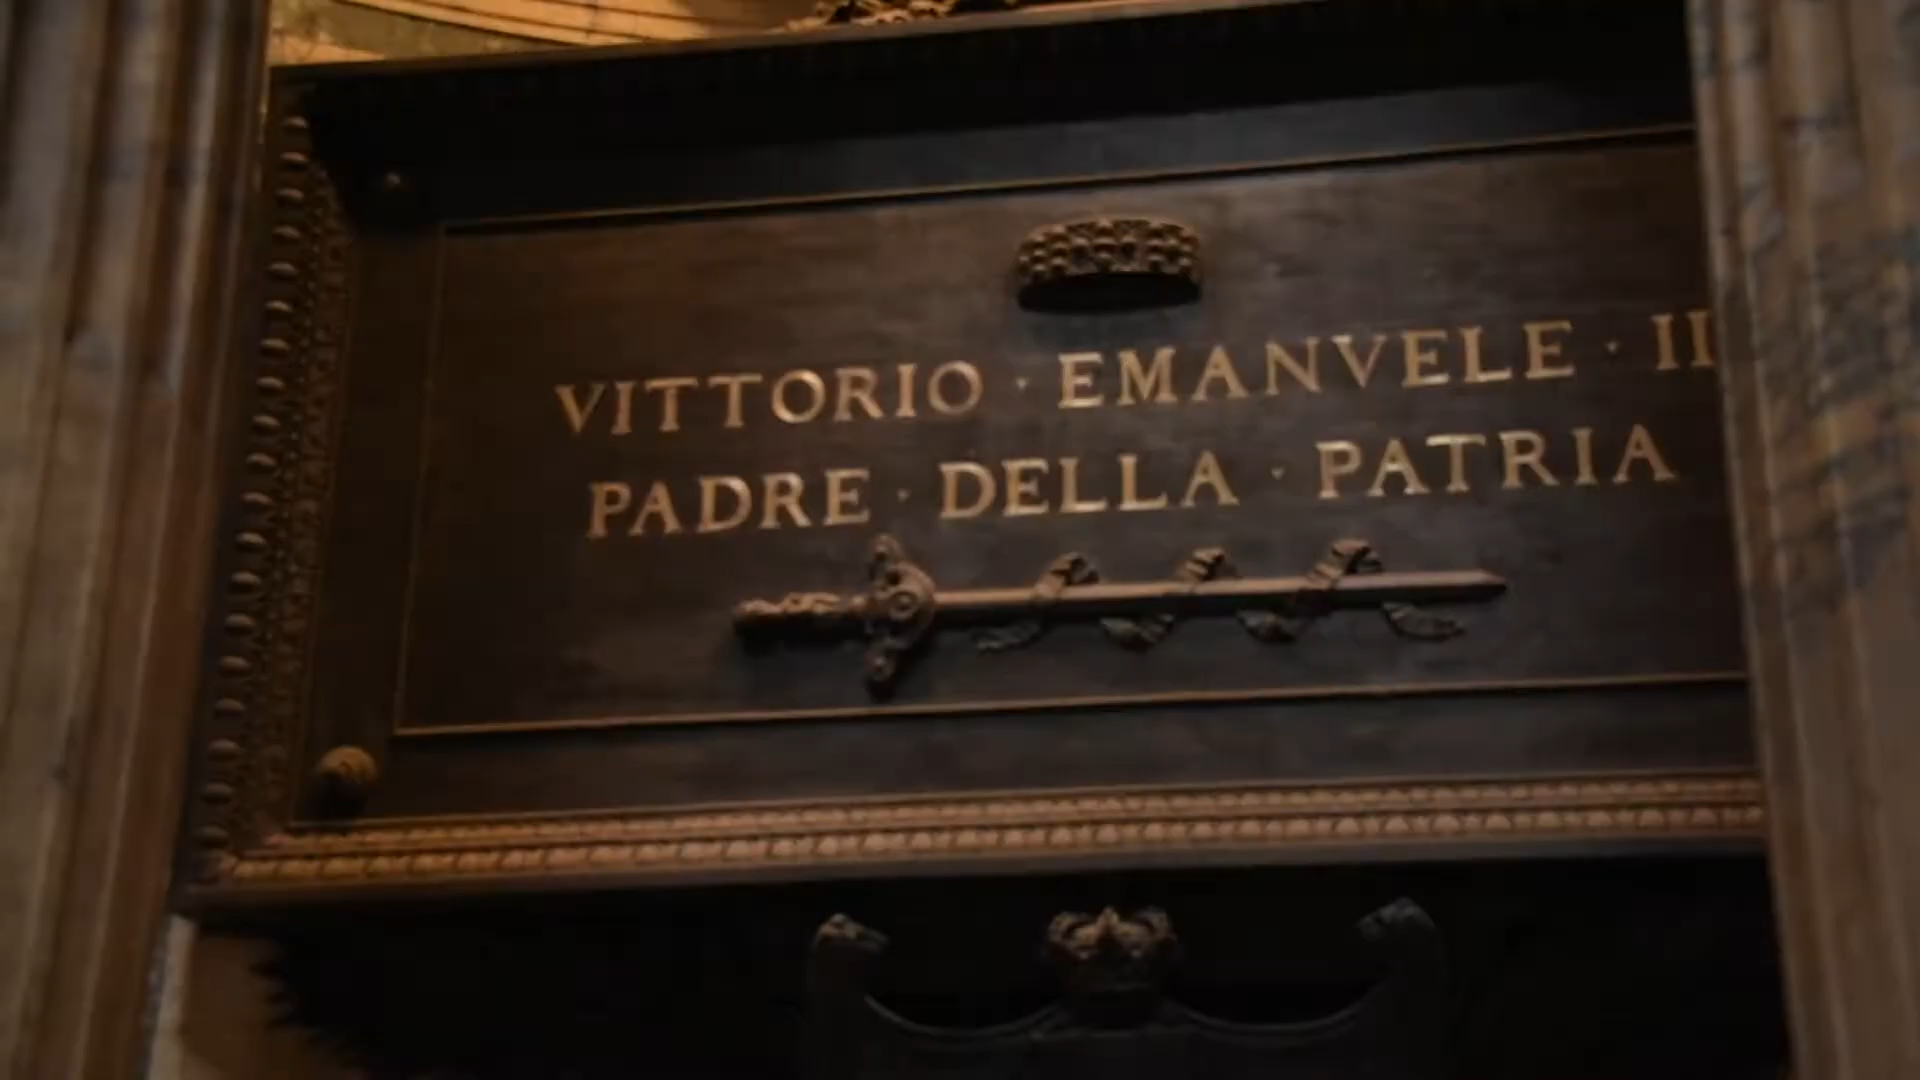 VITTORIO · EMANVELE · II
PADRE · DELLA · PATRIA